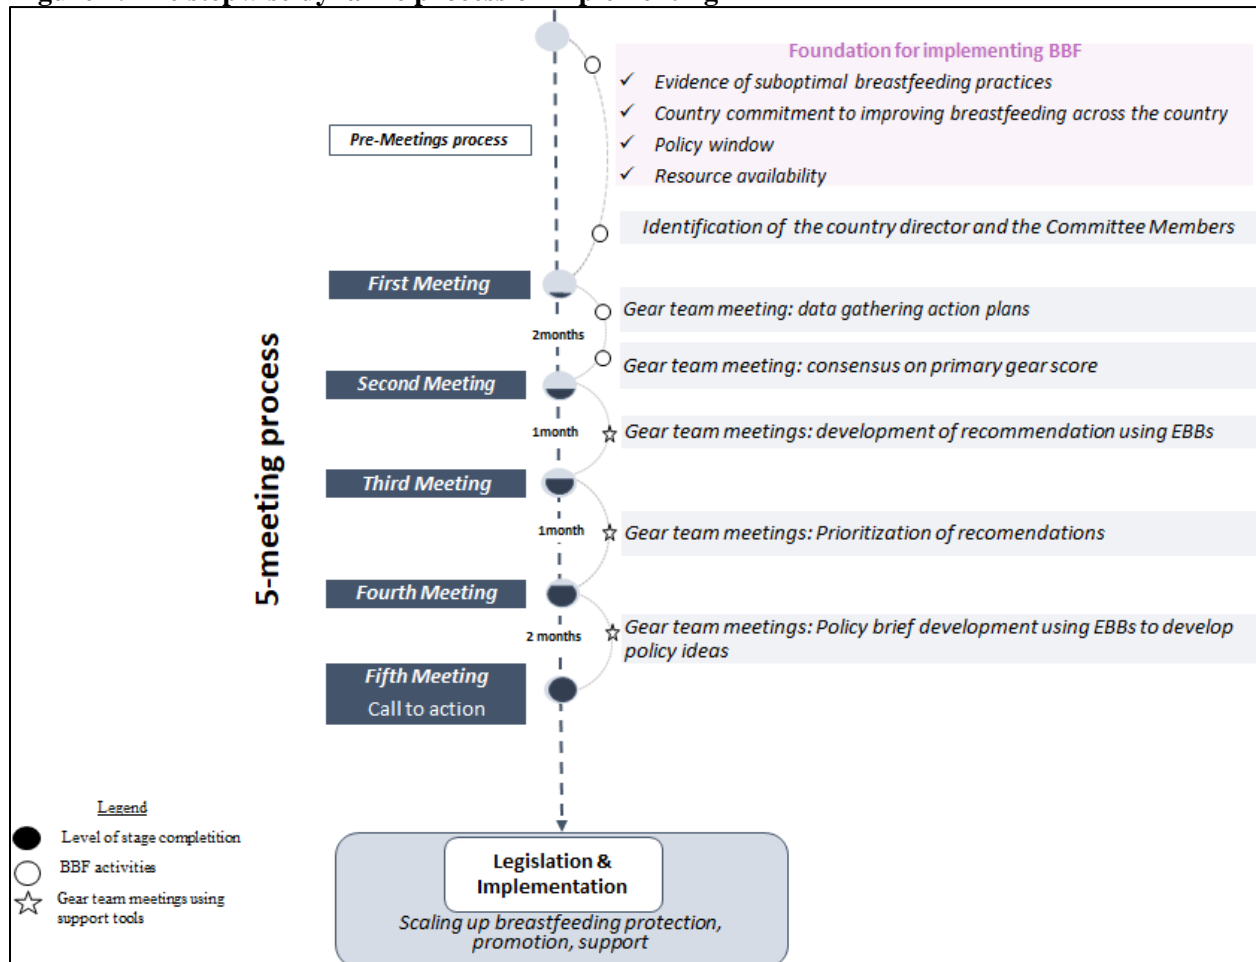 Foundation for implementing BBF
✓ Evidence of suboptimal breastfeeding practices
✓ Country commitment to improving breastfeeding across the country
✓ Policy window
✓ Resource availability
Pre-Meetings process
Identification of the country director and the Committee Members
First Meeting
Gear team meeting: data gathering action plans
2months
Gear team meeting: consensus on primary gear score
Second Meeting
1month
Gear team meetings: development of recommendation using EBBs
Third Meeting
1month
Gear team meetings: Prioritization of recomendations
Fourth Meeting
2 months
Gear team meetings: Policy brief development using EBBs to develop
policy ideas
Fifth Meeting
Call to action
5-meeting process
Legend
Level of stage completition
BBF activities
Gear team meetings using
support tools
Legislation &
Implementation
Scaling up breastfeeding protection,
promotion, support